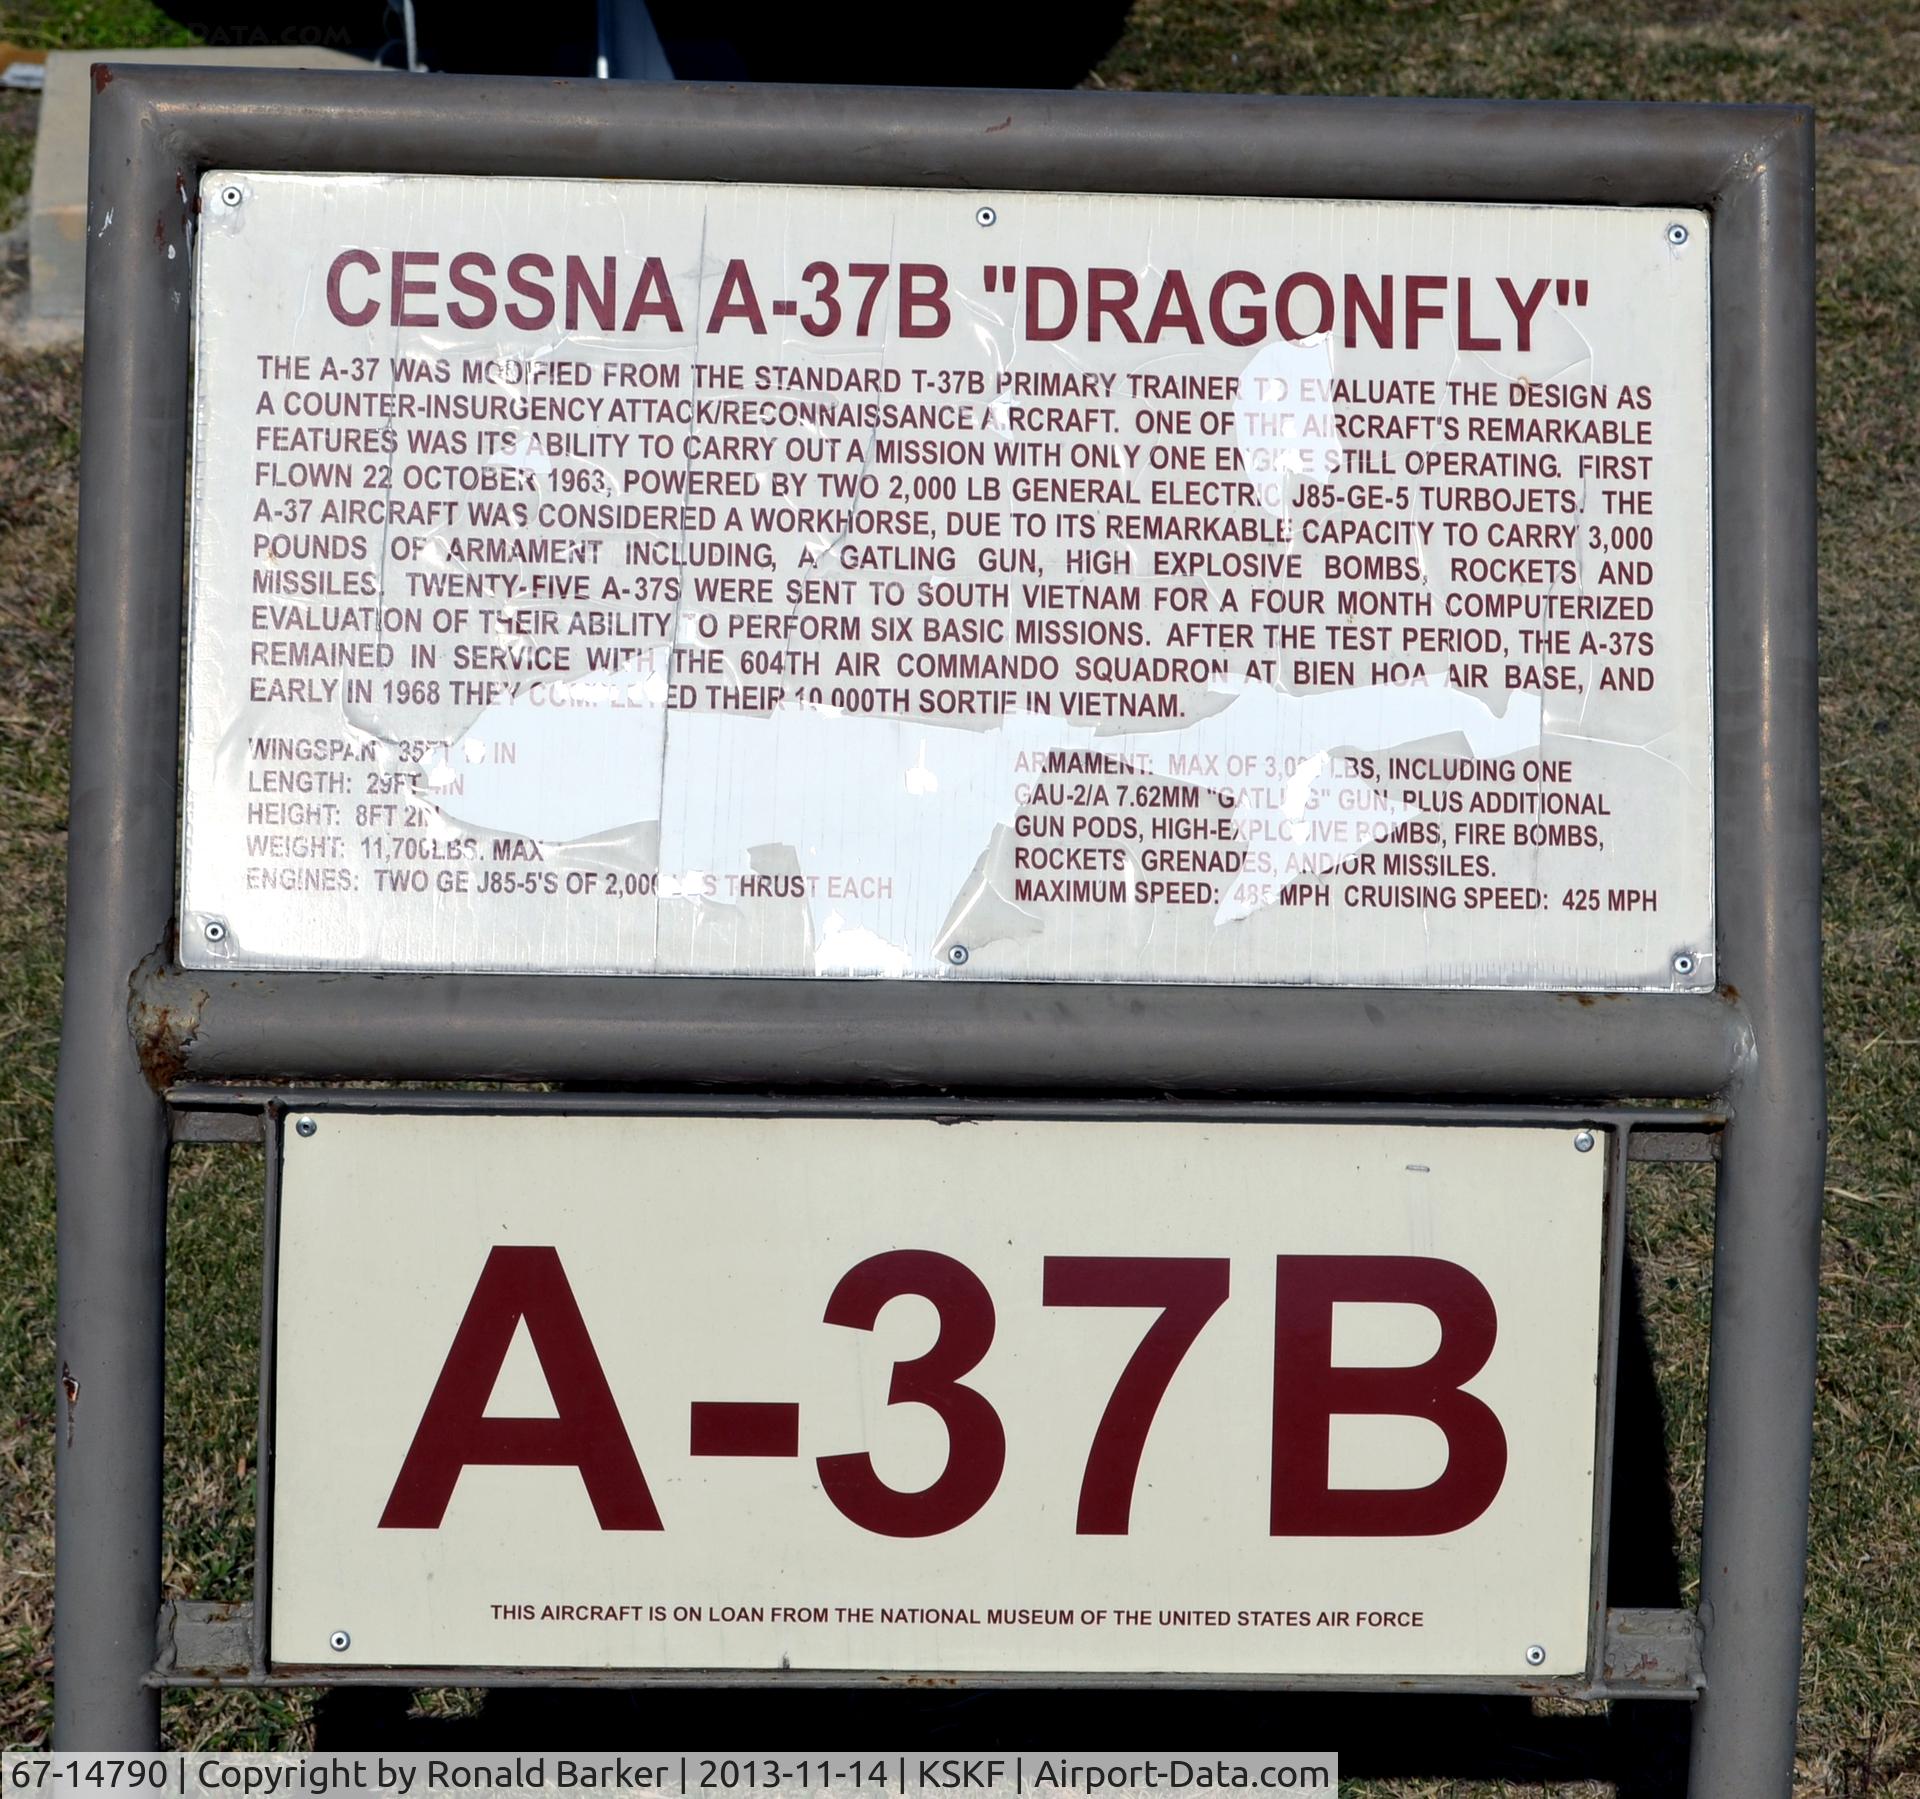 CESSNA A-37B "DRAGONFLY"
THE A-37 WAS MODIFIED FROM THE STANDARD T-37B PRIMARY TRAINER TO EVALUATE THE DESIGN AS
A COUNTER-INSURGENCY ATTACK/RECONNAISSANCE AIRCRAFT. ONE OF THE AIRCRAFT'S REMARKABLE
FEATURES WAS ITS ABILITY TO CARRY OUT A MISSION WITH ONLY ONE ENGINE STILL OPERATING. FIRST
FLOWN 22 OCTOBER 1963, POWERED BY TWO 2,000 LB GENERAL ELECTRIC J85-GE-5 TURBOJETS. THE
A-37 AIRCRAFT WAS CONSIDERED A WORKHORSE, DUE TO ITS REMARKABLE CAPACITY TO CARRY 3,000
POUNDS OF ARMAMENT INCLUDING, A GATLING GUN, HIGH EXPLOSIVE BOMBS, ROCKETS AND
MISSILES. TWENTY-FIVE A-37S WERE SENT TO SOUTH VIETNAM FOR A FOUR MONTH COMPUTERIZED
EVALUATION OF THEIR ABILITY TO PERFORM SIX BASIC MISSIONS. AFTER THE TEST PERIOD, THE A-37S
REMAINED IN SERVICE WITH THE 604TH AIR COMMANDO SQUADRON AT BIEN HOA AIR BASE, AND
EARLY IN 1968 THEY COMPLETED THEIR 10,000TH SORTIE IN VIETNAM.
WINGSPAN 35FT IN
LENGTH: 29FT 4IN
HEIGHT: 8FT 2IN
WEIGHT: 11,700LBS. MAX
ENGINES: TWO GE J85-5'S OF 2,000 LBS THRUST EACH
ARMAMENT: MAX OF 3,000 LBS, INCLUDING ONE
GAU-2/A 7.62MM "GATLING" GUN, PLUS ADDITIONAL
GUN PODS, HIGH-EXPLOSIVE BOMBS, FIRE BOMBS,
ROCKETS, GRENADES, AND/OR MISSILES.
MAXIMUM SPEED: 485 MPH CRUISING SPEED: 425 MPH
A-37B
THIS AIRCRAFT IS ON LOAN FROM THE NATIONAL MUSEUM OF THE UNITED STATES AIR FORCE
67-14790 | Copyright by Ronald Barker | 2013-11-14 | KSKF | Airport-Data.com